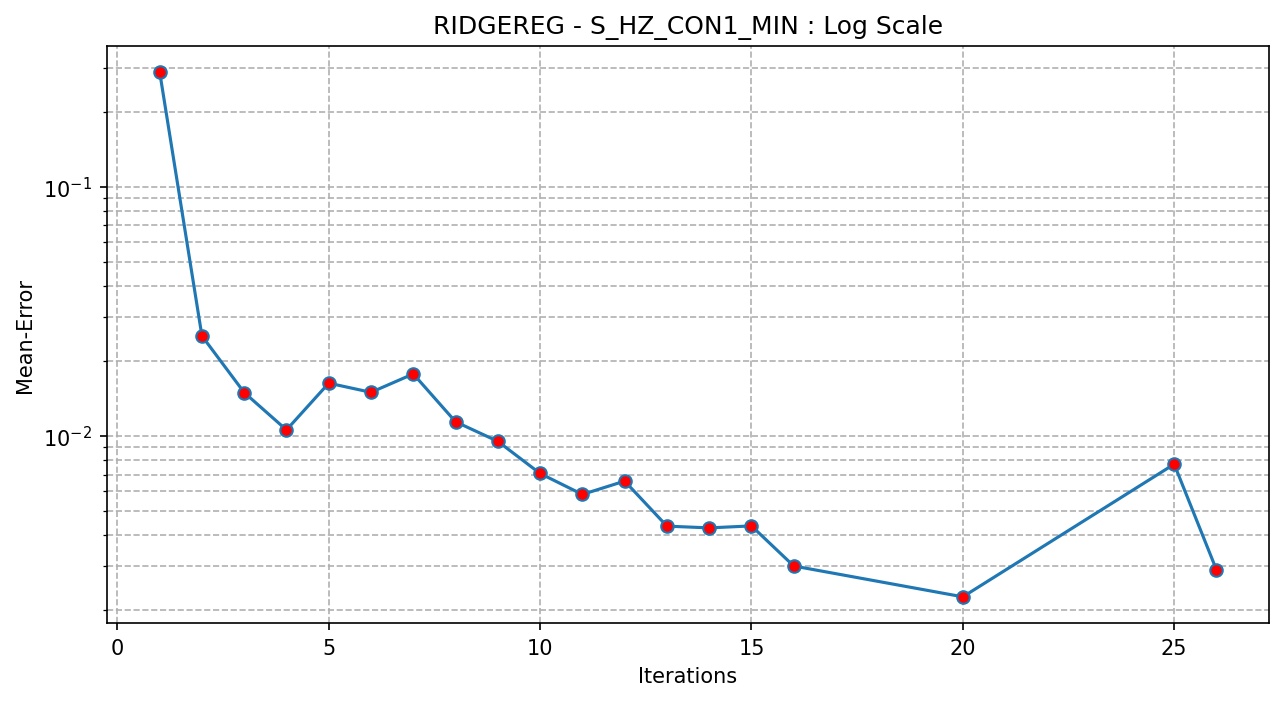 RIDGEREG - S_HZ_CON1_MIN : Log Scale
Mean-Error
10⁻¹
10⁻²
0 5 10 15 20 25
Iterations